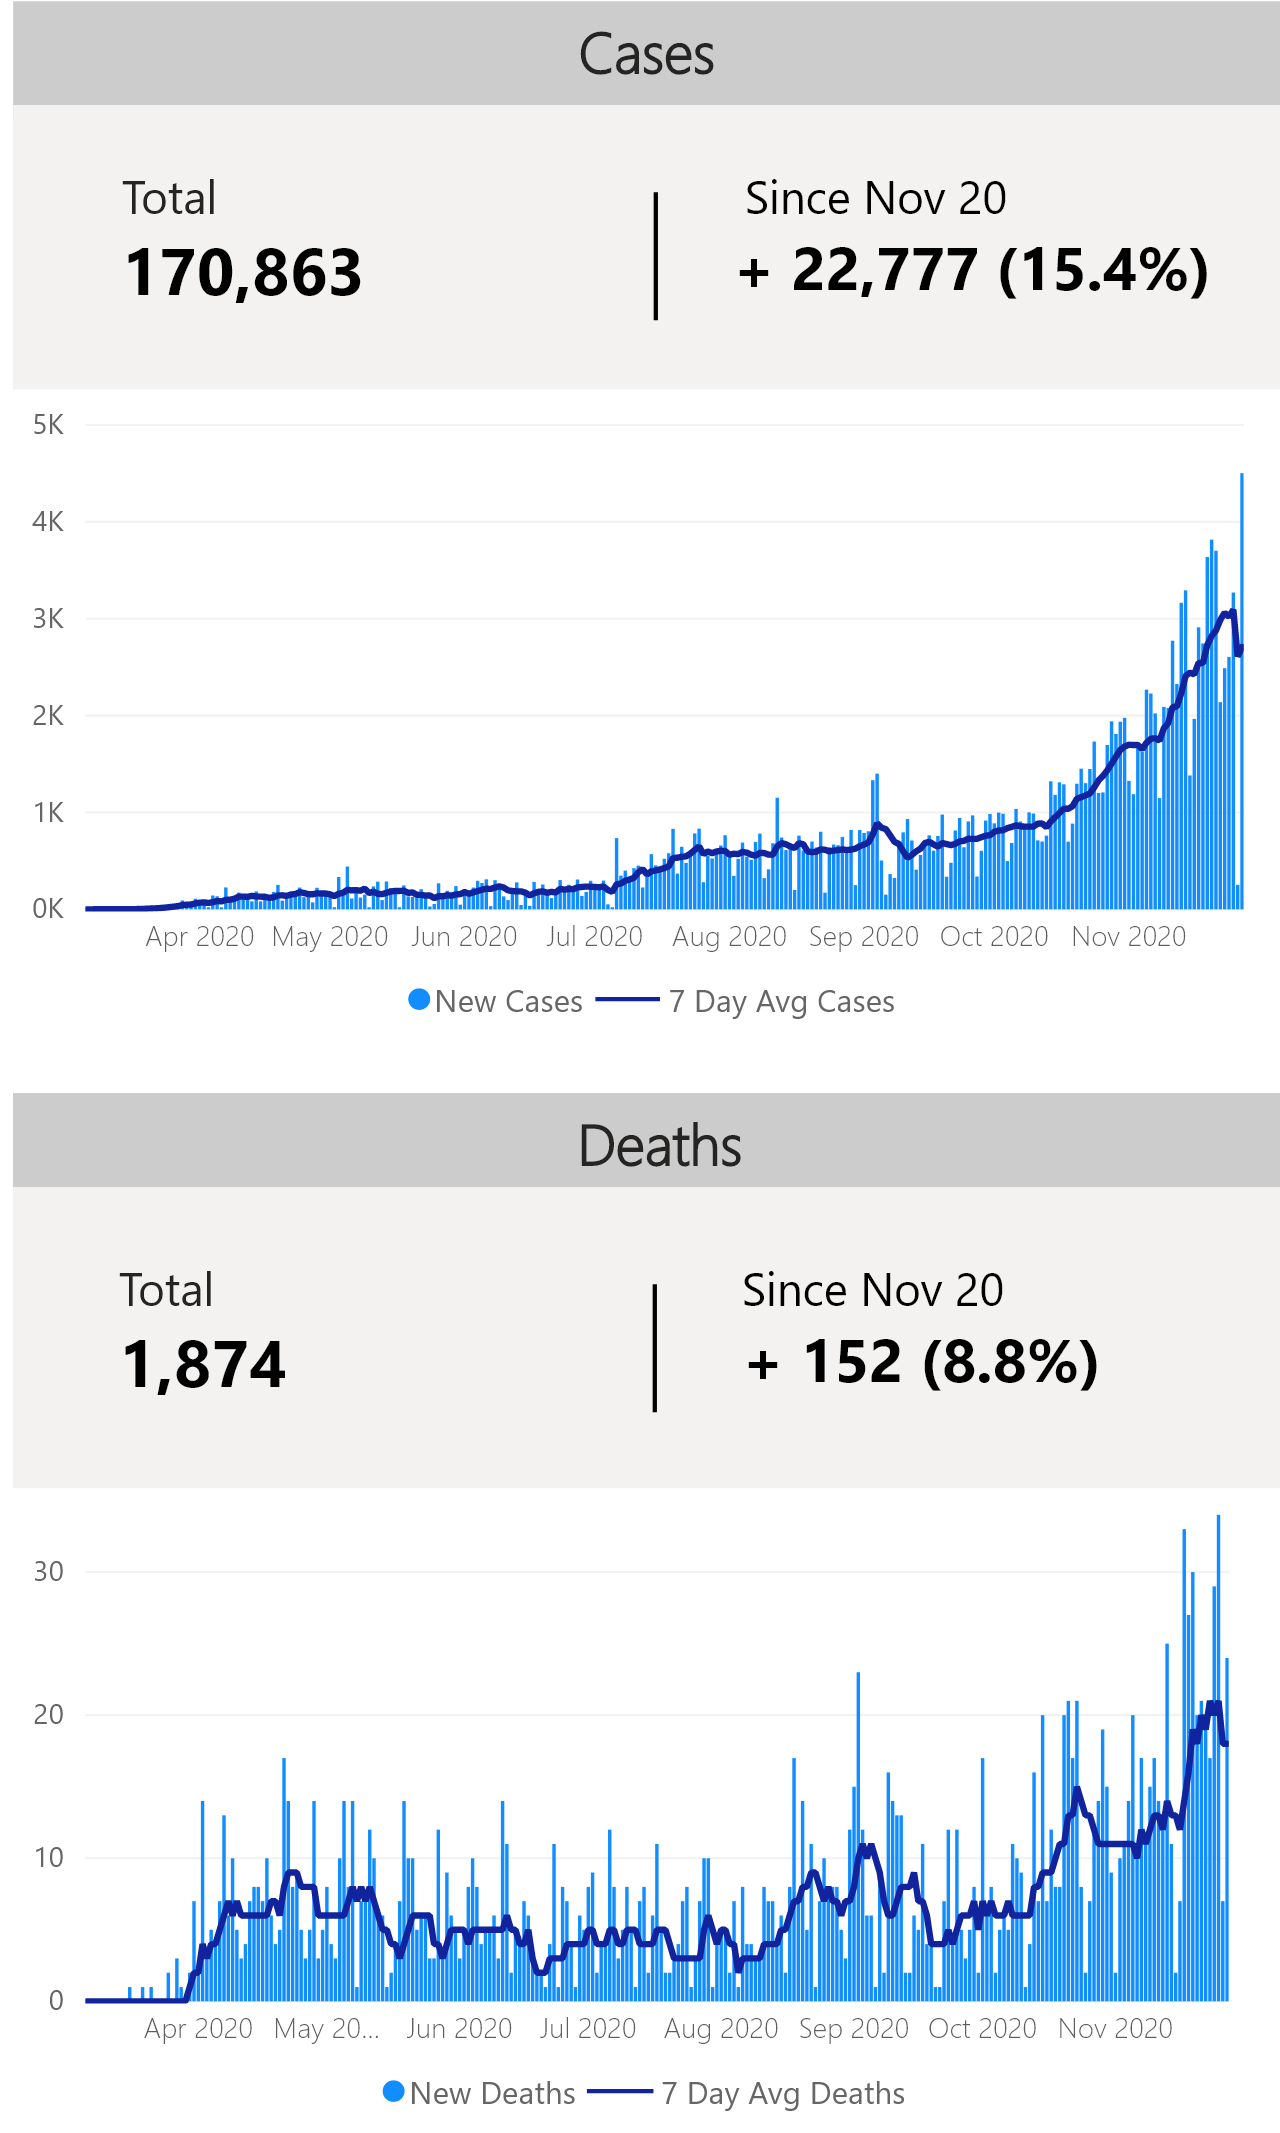 Cases
Total
170,863
Since Nov 20
+ 22,777 (15.4%)
5K
4K
3K
2K
1K
0K
Apr 2020 May 2020 Jun 2020 Jul 2020 Aug 2020 Sep 2020 Oct 2020 Nov 2020
New Cases 7 Day Avg Cases
Deaths
Total
1,874
Since Nov 20
+ 152 (8.8%)
30
20
10
0
Apr 2020 May 20... Jun 2020 Jul 2020 Aug 2020 Sep 2020 Oct 2020 Nov 2020
New Deaths 7 Day Avg Deaths